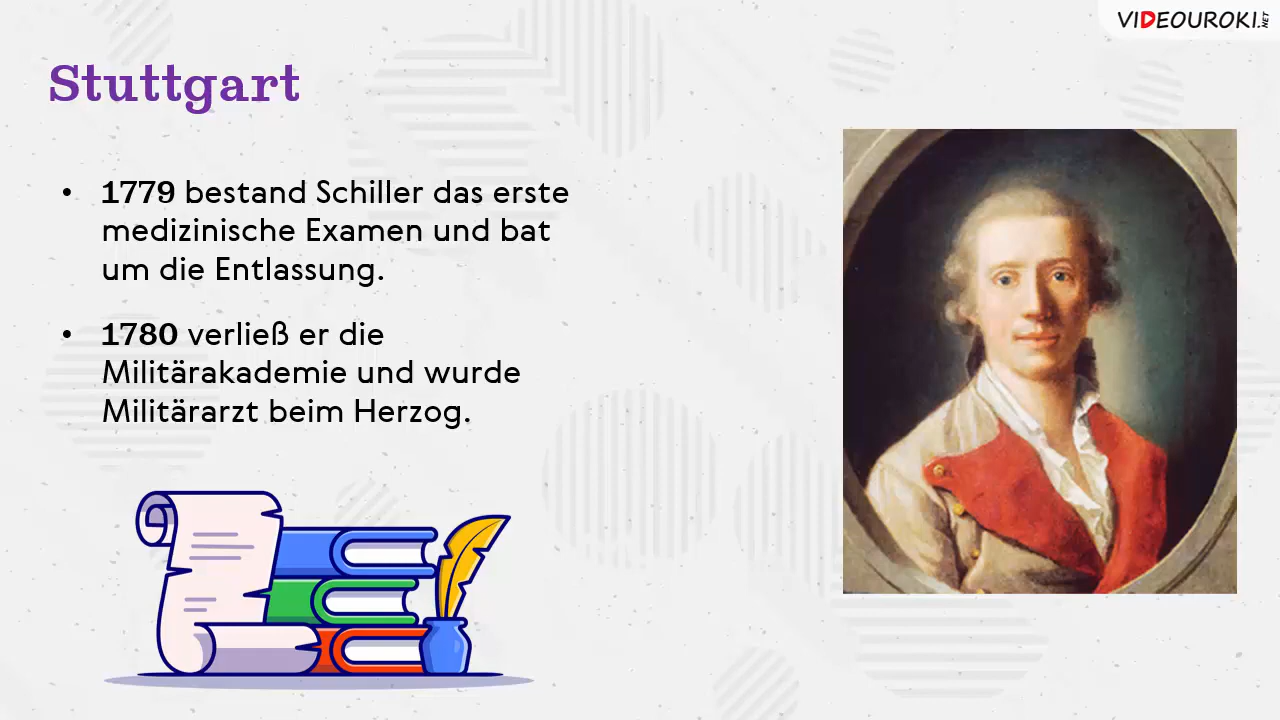 VIDEOUROKI.NET
Stuttgart
• 1779 bestand Schiller das erste
medizinische Examen und bat
um die Entlassung.
• 1780 verließ er die
Militärakademie und wurde
Militärarzt beim Herzog.